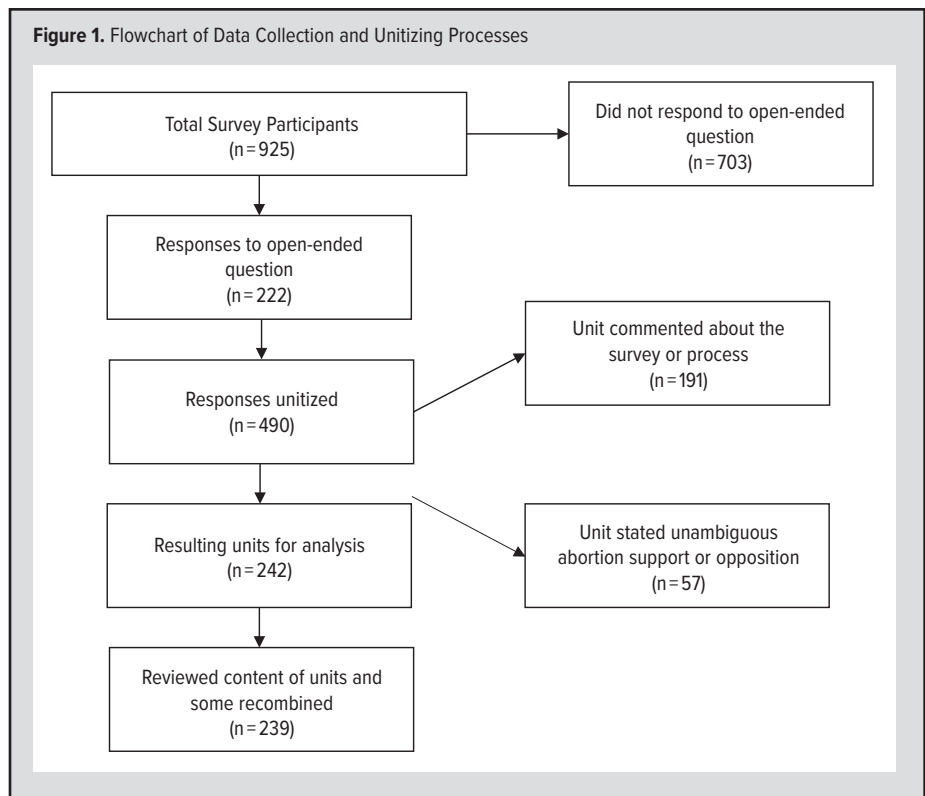 Figure 1. Flowchart of Data Collection and Unitizing Processes
Total Survey Participants
(n=925)
Did not respond to open-ended
question
(n=703)
Responses to open-ended
question
(n=222)
Unit commented about the
survey or process
(n=191)
Responses unitized
(n=490)
Resulting units for analysis
(n=242)
Unit stated unambiguous
abortion support or opposition
(n=57)
Reviewed content of units and
some recombined
(n=239)